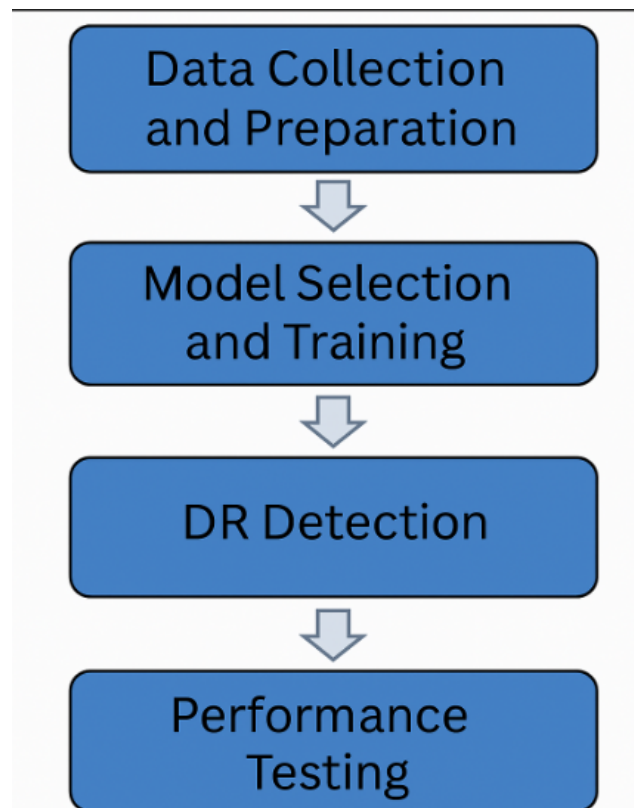 Data Collection
and Preparation
Model Selection
and Training
DR Detection
Performance
Testing